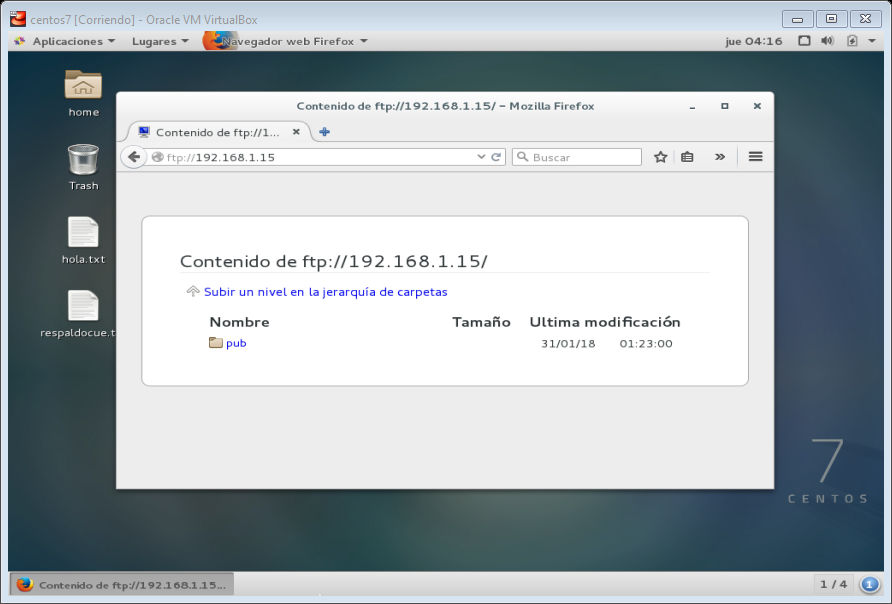 centos7 [Corriendo] - Oracle VM VirtualBox
Aplicaciones Lugares Navegador web Firefox jue 04:16
home
Trash
hola.txt
respaldocue.t
Contenido de ftp://192.168.1.15/ – Mozilla Firefox
Contenido de ftp://1...
ftp://192.168.1.15 Buscar
Contenido de ftp://192.168.1.15/
Subir un nivel en la jerarquía de carpetas
Nombre Tamaño Ultima modificación
pub 31/01/18 01:23:00
7
CENTOS
Contenido de ftp://192.168.1.15... 1 / 4 1